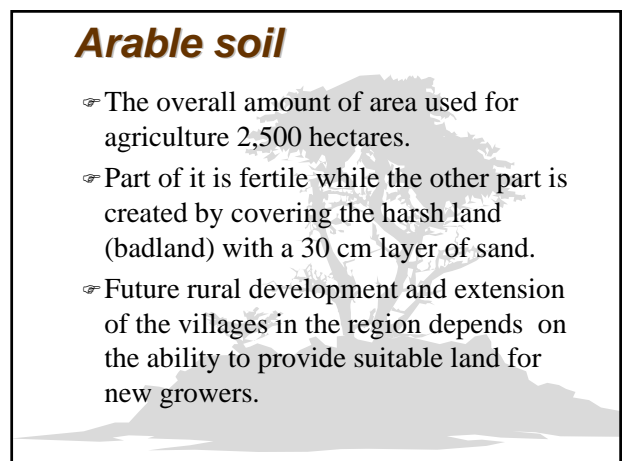 Arable soil
☞The overall amount of area used for
agriculture 2,500 hectares.
☞Part of it is fertile while the other part is
created by covering the harsh land
(badland) with a 30 cm layer of sand.
☞Future rural development and extension
of the villages in the region depends  on
the ability to provide suitable land for
new growers.